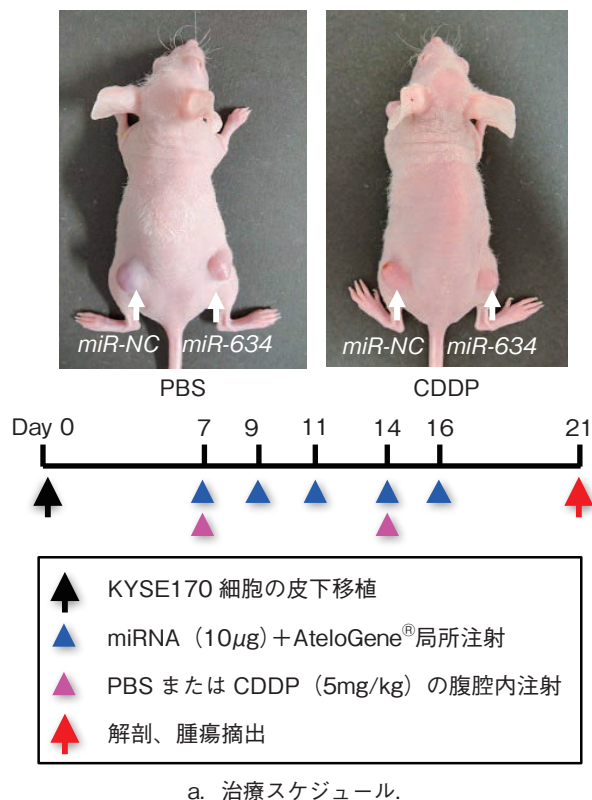 miR-NC miR-634 miR-NC miR-634
PBS CDDP
Day 0 7 9 11 14 16 21
KYSE170 細胞の皮下移植
miRNA（10μg）＋AteloGene®局所注射
PBS または CDDP（5mg/kg）の腹腔内注射
解剖、腫瘍摘出
a. 治療スケジュール．